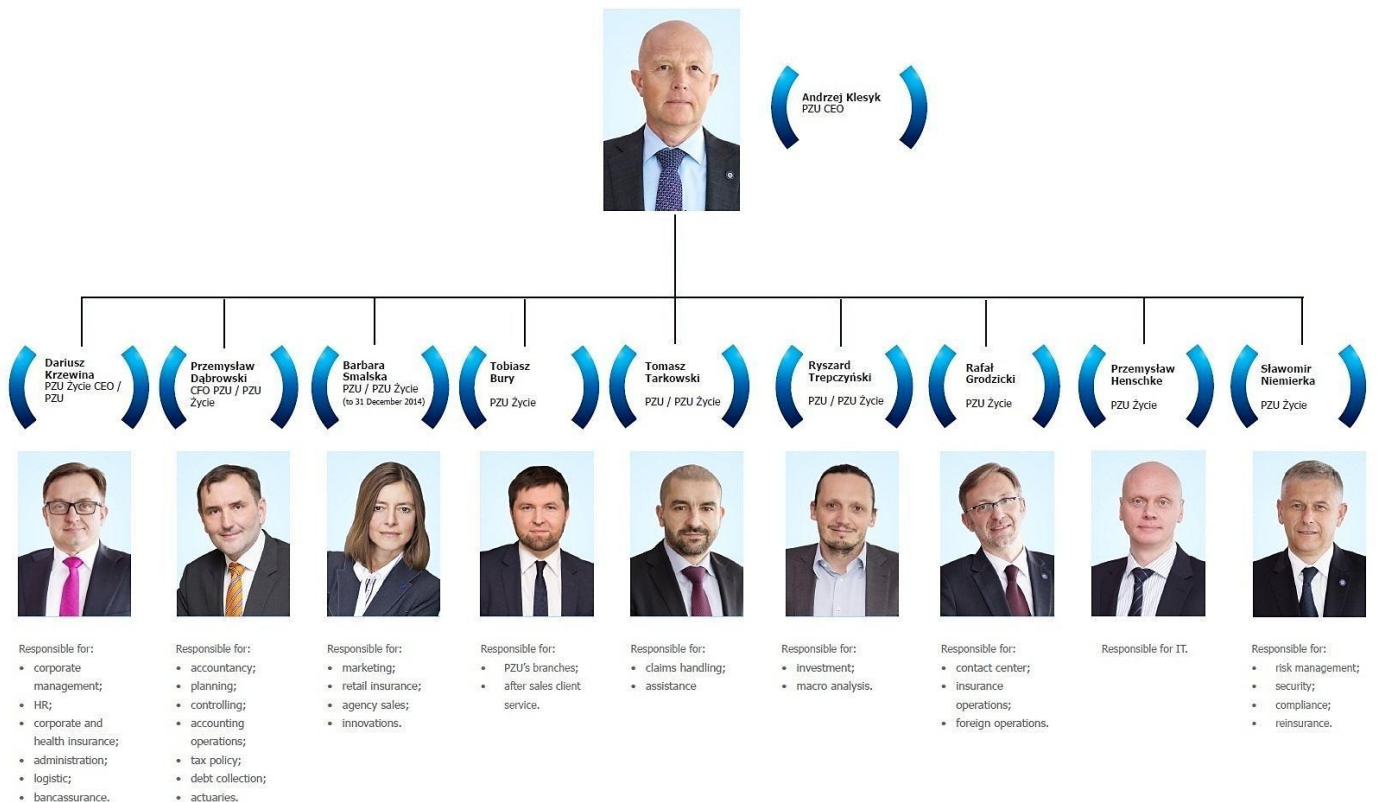 Andrzej Klesyk
PZU CEO
Dariusz
Krzewina
PZU Życie CEO /
PZU
Przemysław
Dąbrowski
CFO PZU / PZU
Życie
Barbara
Smalska
PZU / PZU Życie
(to 31 December 2014)
Tobiasz
Bury
PZU Życie
Tomasz
Tarkowski
PZU / PZU Życie
Ryszard
Trepczyński
PZU / PZU Życie
Rafał
Grodzicki
PZU Życie
Przemysław
Henschke
PZU Życie
Sławomir
Niemierka
PZU Życie
Responsible for:
• corporate
management;
• HR;
• corporate and
health insurance;
• administration;
• logistic;
• bancassurance.
Responsible for:
• accountancy;
• planning;
• controlling;
• accounting
operations;
• tax policy;
• debt collection;
• actuaries.
Responsible for:
• marketing;
• retail insurance;
• agency sales;
• innovations.
Responsible for:
• PZU's branches;
• after sales client
service.
Responsible for:
• claims handling;
• assistance
Responsible for:
• investment;
• macro analysis.
Responsible for:
• contact center;
• insurance
operations;
• foreign operations.
Responsible for IT.
Responsible for:
• risk management;
• security;
• compliance;
• reinsurance.